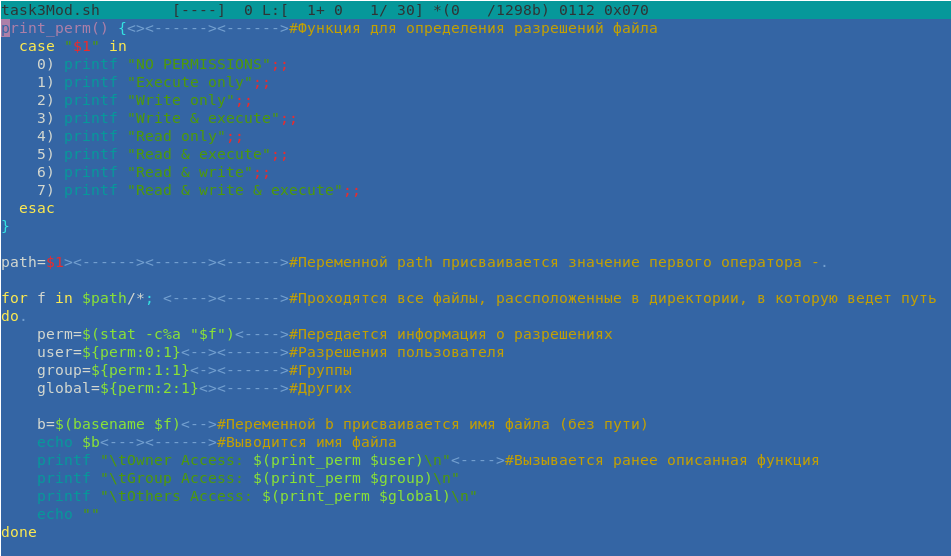 task3Mod.sh        [----]  0 L:[  1+ 0   1/ 30] *(0   /1298b) 0112 0x070
print_perm() {<><------><------>#Функция для определения разрешений файла
  case "$1" in
    0) printf "NO PERMISSIONS";;
    1) printf "Execute only";;
    2) printf "Write only";;
    3) printf "Write & execute";;
    4) printf "Read only";;
    5) printf "Read & execute";;
    6) printf "Read & write";;
    7) printf "Read & write & execute";;
  esac
}
path=$1><------><------><------>#Переменной path присваивается значение первого оператора -.
for f in $path/*; <----><------>#Проходятся все файлы, рассположенные в директории, в которую ведет путь
do.
    perm=$(stat -c%a "$f")<---->#Передается информация о разрешениях
    user=${perm:0:1}<--><------>#Разрешения пользователя
    group=${perm:1:1}<-><------>#Группы
    global=${perm:2:1}<><------>#Других
    b=$(basename $f)<-->#Переменной b присваивается имя файла (без пути)
    echo $b<---><------>#Выводится имя файла
    printf "\tOwner Access: $(print_perm $user)\n"<---->#Вызывается ранее описанная функция
    printf "\tGroup Access: $(print_perm $group)\n"
    printf "\tOthers Access: $(print_perm $global)\n"
    echo ""
done